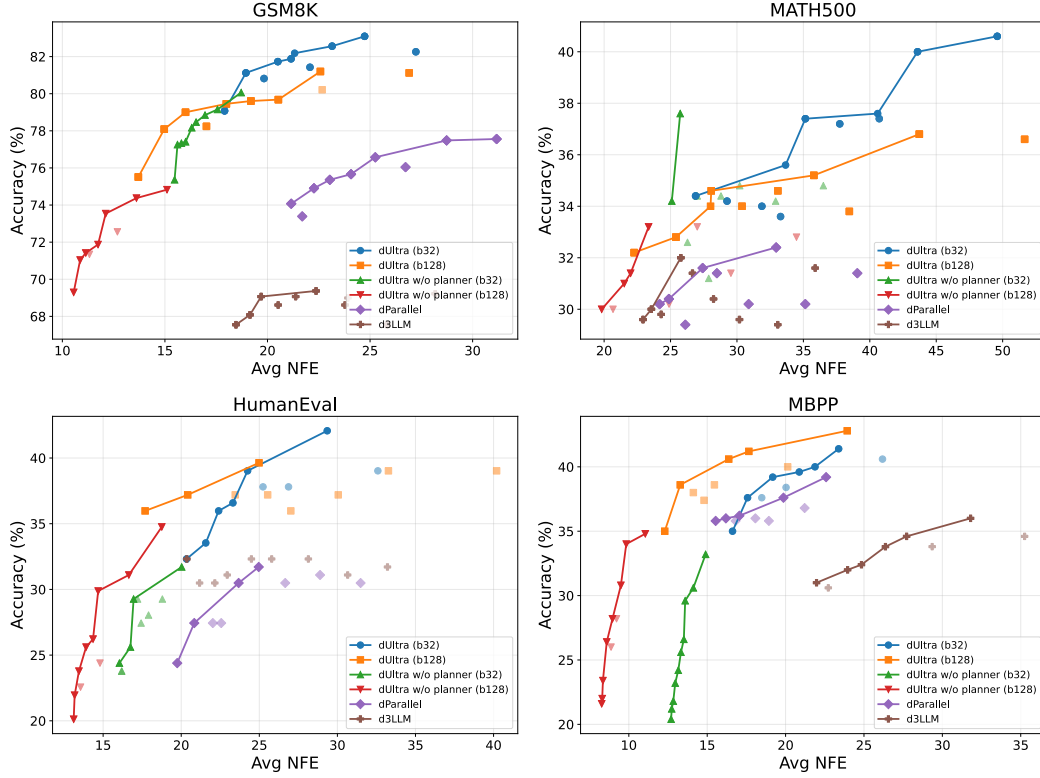 GSM8K
Accuracy (%)
82
80
78
76
74
72
70
68
10
15
20
25
30
Avg NFE
dUltra (b32)
dUltra (b128)
dUltra w/o planner (b32)
dUltra w/o planner (b128)
dParallel
d3LLM
MATH500
Accuracy (%)
40
38
36
34
32
30
20
25
30
35
40
45
50
Avg NFE
dUltra (b32)
dUltra (b128)
dUltra w/o planner (b32)
dUltra w/o planner (b128)
dParallel
d3LLM
HumanEval
Accuracy (%)
40
35
30
25
20
15
20
25
30
35
40
Avg NFE
dUltra (b32)
dUltra (b128)
dUltra w/o planner (b32)
dUltra w/o planner (b128)
dParallel
d3LLM
MBPP
Accuracy (%)
40
35
30
25
20
10
15
20
25
30
35
Avg NFE
dUltra (b32)
dUltra (b128)
dUltra w/o planner (b32)
dUltra w/o planner (b128)
dParallel
d3LLM